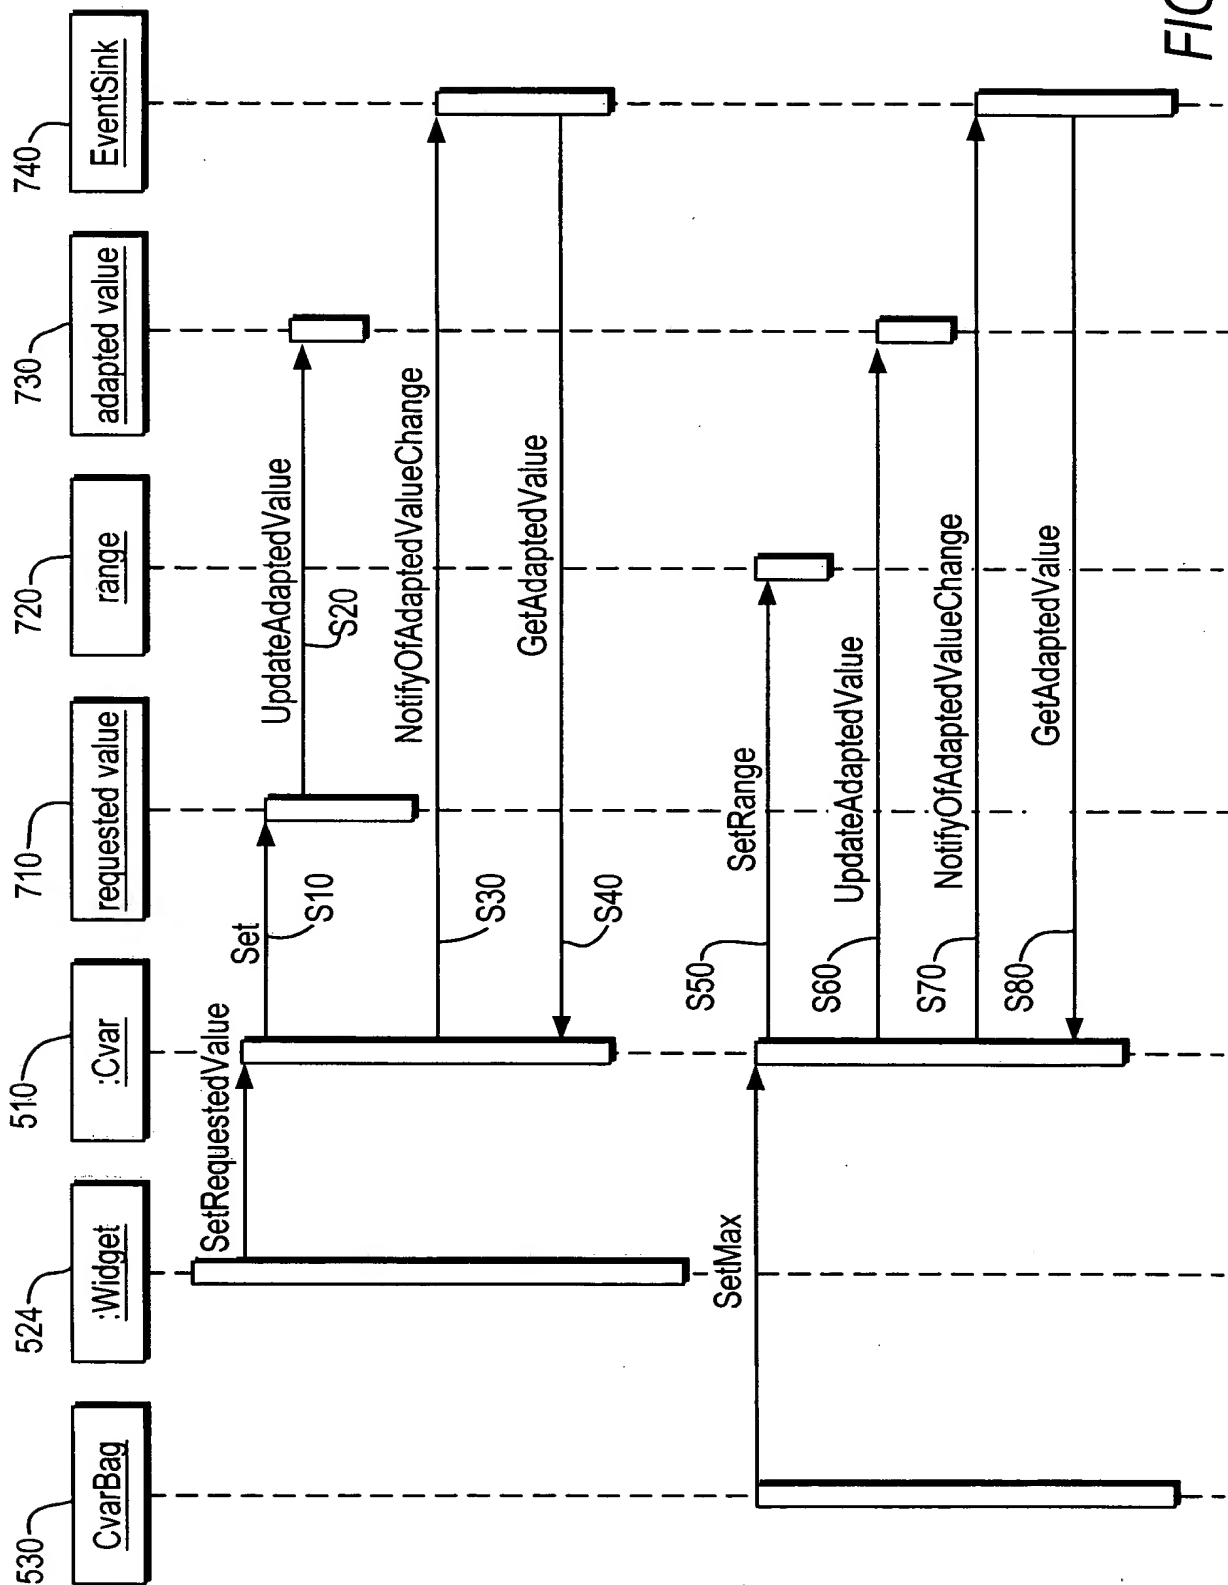 530
524
510
710
720
730
740
CvarBag
:Widget
:Cvar
requested value
range
adapted value
EventSink
SetRequestedValue
Set
S10
UpdateAdaptedValue
S20
NotifyOfAdaptedValueChange
S30
GetAdaptedValue
S40
SetMax
SetRange
S50
UpdateAdaptedValue
S60
NotifyOfAdaptedValueChange
S70
GetAdaptedValue
S80